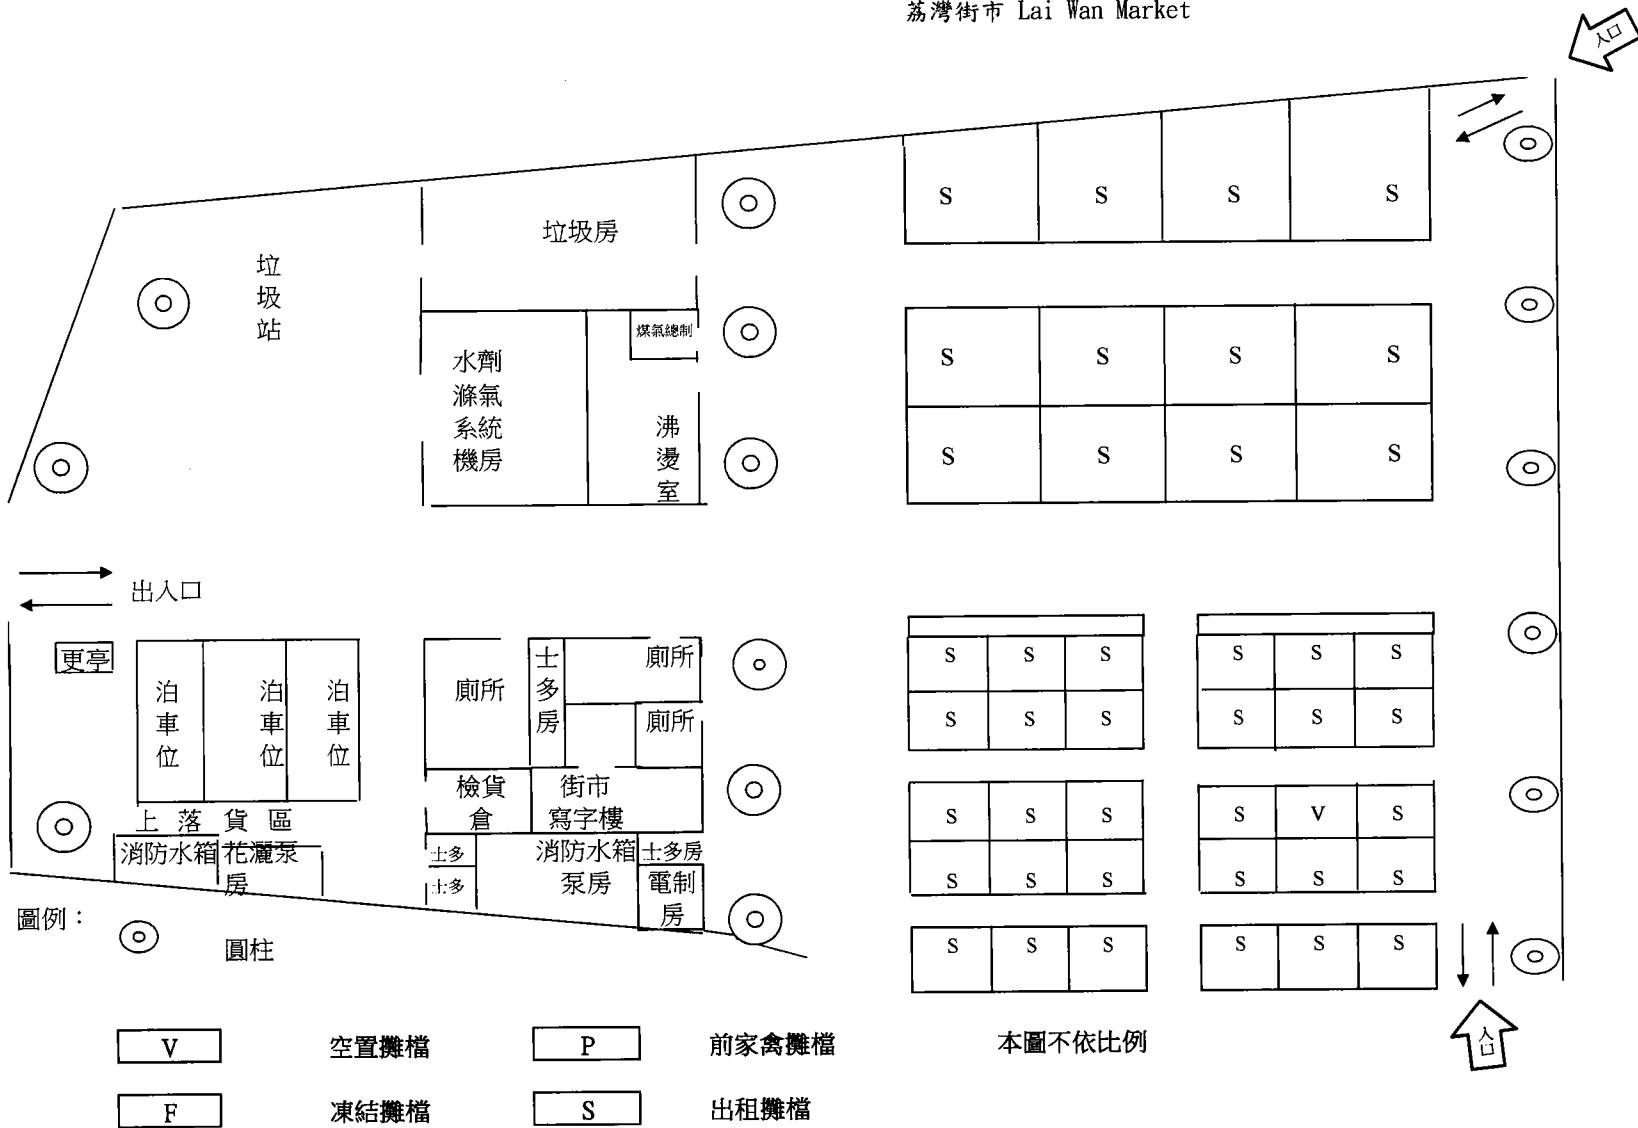 荔灣街市 Lai Wan Market
入口
S S S S
垃圾房
垃圾站
煤氣總制
水劑
滌氣
系統
機房
沸燙室
S S S S
S S S S
出入口
更亭
泊車位
泊車位
泊車位
廁所
士多房
廁所
廁所
S S S S S S
S S S S S S
檢貨倉
街市
寫字樓
上落貨區
S S S S V S
消防水箱
花灑泵房
士多
士多
消防水箱
泵房
士多房
電制房
S S S S S S
S S S S S S
圖例：
圓柱
V 空置攤檔
P 前家禽攤檔
本圖不依比例
入口
F 凍結攤檔
S 出租攤檔